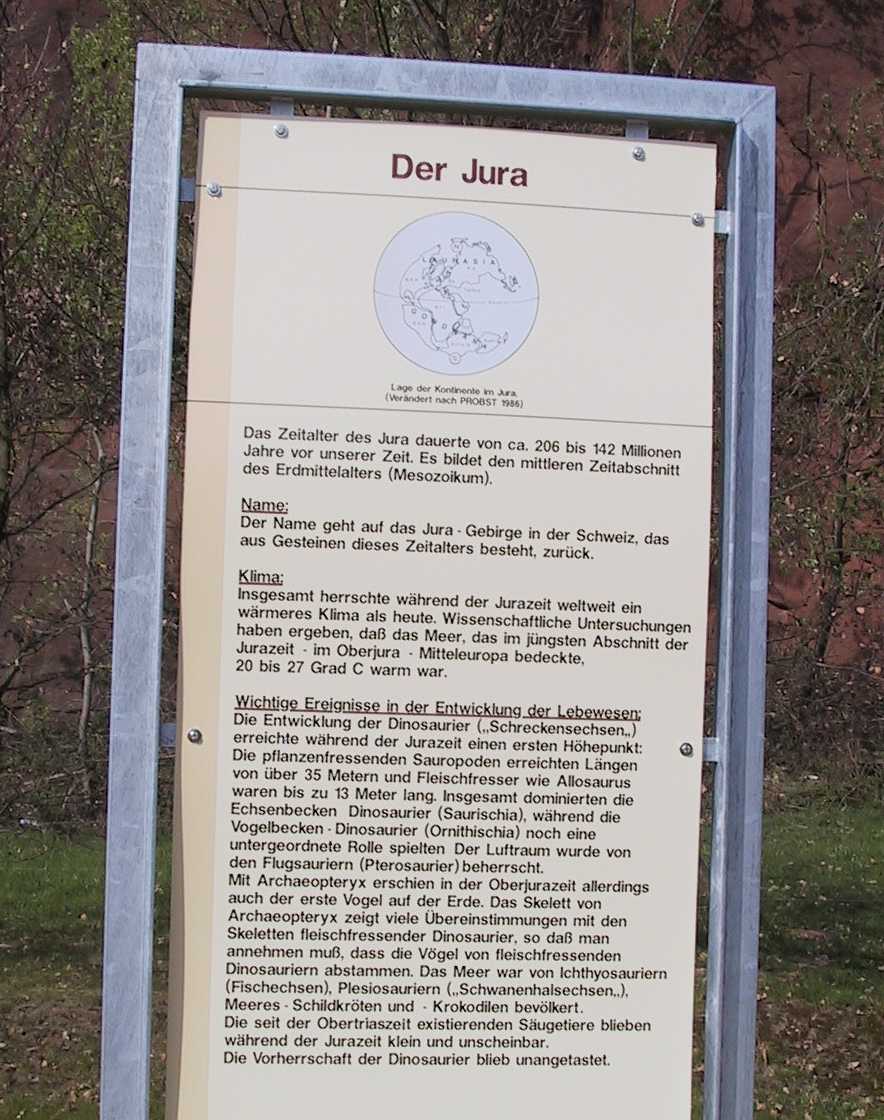 Der Jura
LAURASIA
Lage der Kontinente im Jura.
(Verändert nach PROBST 1986)
Das Zeitalter des Jura dauerte von ca. 206 bis 142 Millionen
Jahre vor unserer Zeit. Es bildet den mittleren Zeitabschnitt
des Erdmittelalters (Mesozoikum).
Name:
Der Name geht auf das Jura - Gebirge in der Schweiz, das
aus Gesteinen dieses Zeitalters besteht, zurück.
Klima:
Insgesamt herrschte während der Jurazeit weltweit ein
wärmeres Klima als heute. Wissenschaftliche Untersuchungen
haben ergeben, daß das Meer, das im jüngsten Abschnitt der
Jurazeit - im Oberjura - Mitteleuropa bedeckte,
20 bis 27 Grad C warm war.
Wichtige Ereignisse in der Entwicklung der Lebewesen:
Die Entwicklung der Dinosaurier („Schreckensechsen„)
erreichte während der Jurazeit einen ersten Höhepunkt:
Die pflanzenfressenden Sauropoden erreichten Längen
von über 35 Metern und Fleischfresser wie Allosaurus
waren bis zu 13 Meter lang. Insgesamt dominierten die
Echsenbecken Dinosaurier (Saurischia), während die
Vogelbecken - Dinosaurier (Ornithischia) noch eine
untergeordnete Rolle spielten Der Luftraum wurde von
den Flugsauriern (Pterosaurier) beherrscht.
Mit Archaeopteryx erschien in der Oberjurazeit allerdings
auch der erste Vogel auf der Erde. Das Skelett von
Archaeopteryx zeigt viele Übereinstimmungen mit den
Skeletten fleischfressender Dinosaurier, so daß man
annehmen muß, dass die Vögel von fleischfressenden
Dinosauriern abstammen. Das Meer war von Ichthyosauriern
(Fischechsen), Plesiosauriern („Schwanenhalsechsen„),
Meeres - Schildkröten und - Krokodilen bevölkert.
Die seit der Obertriaszeit existierenden Säugetiere blieben
während der Jurazeit klein und unscheinbar.
Die Vorherrschaft der Dinosaurier blieb unangetastet.